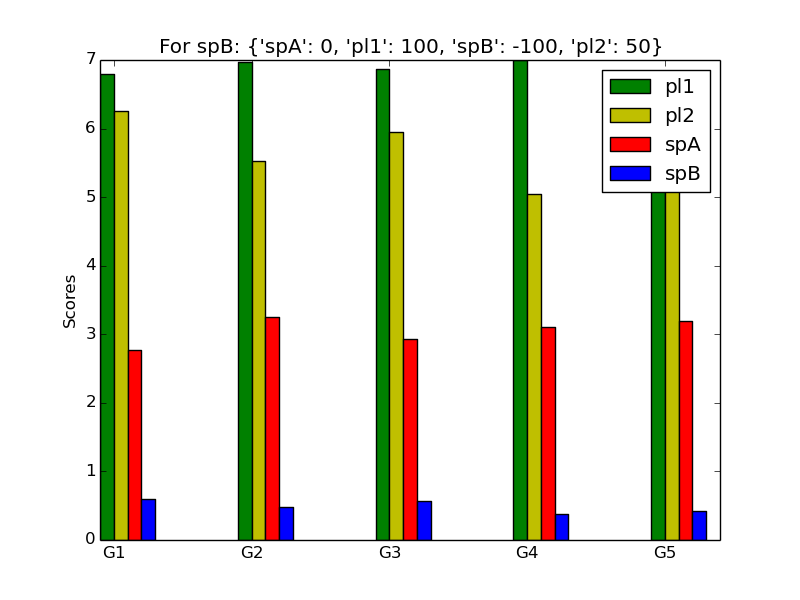 For spB: {'spA': 0, 'pl1': 100, 'spB': -100, 'pl2': 50}
7
6
5
4
3
2
1
0
Scores
pl1
pl2
spA
spB
G1 G2 G3 G4 G5